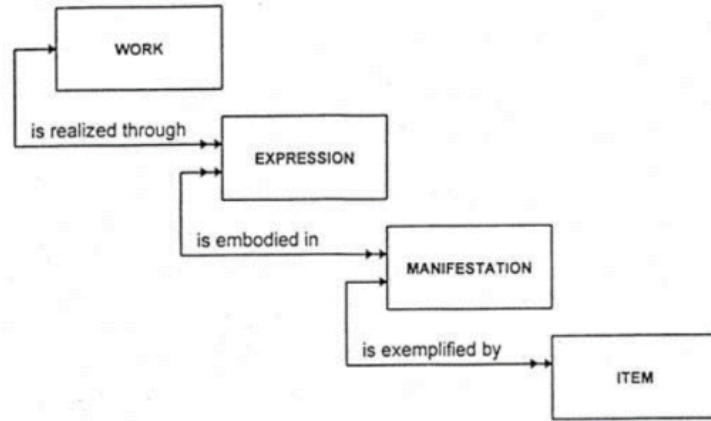 WORK
is realized through
EXPRESSION
is embodied in
MANIFESTATION
is exemplified by
ITEM